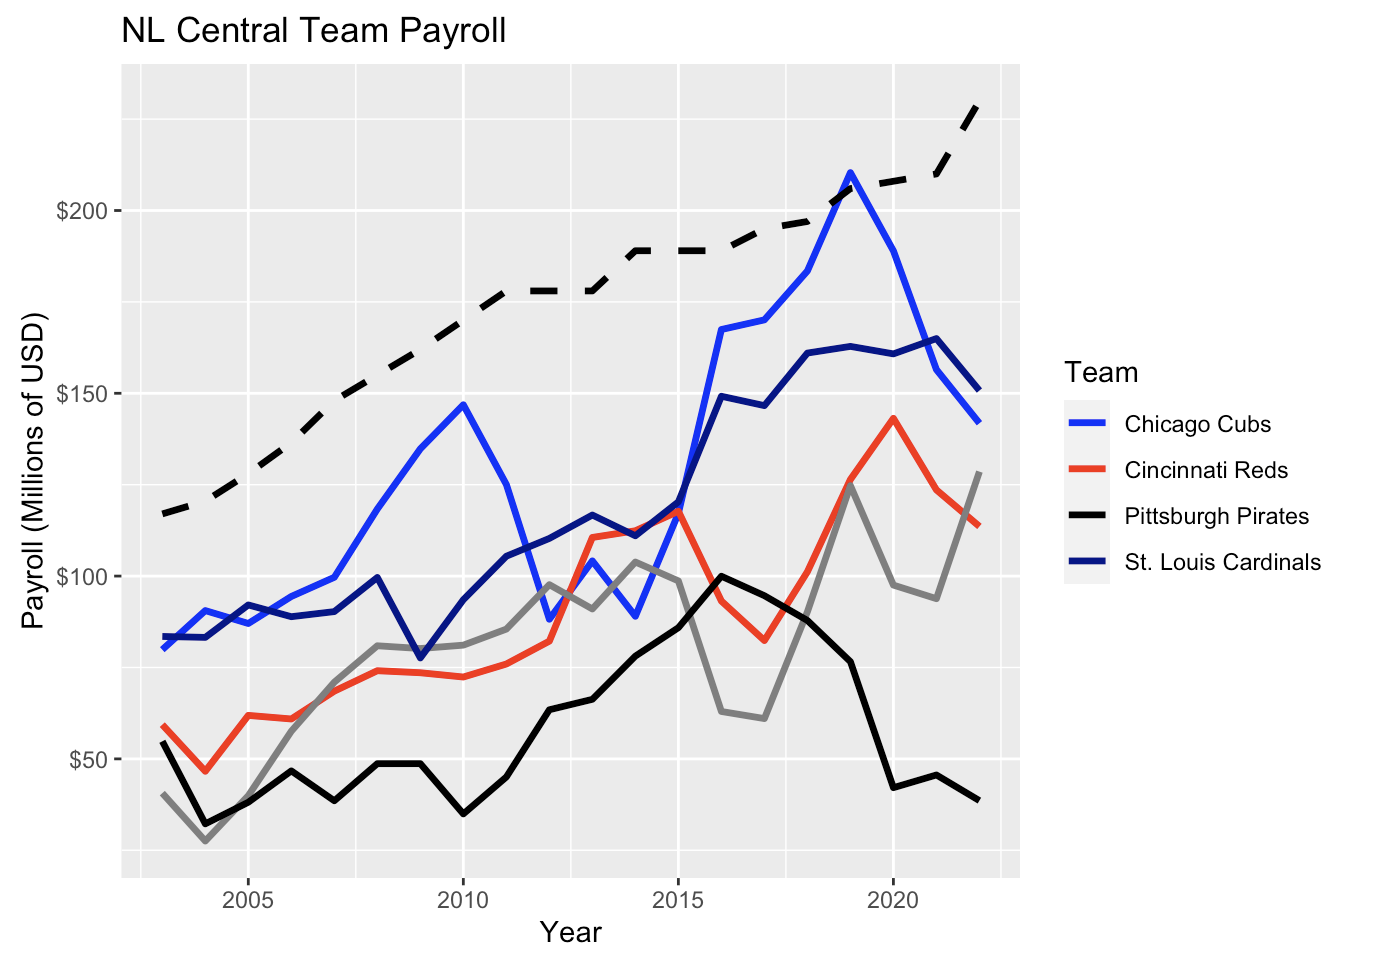 NL Central Team Payroll
Payroll (Millions of USD)
$200
$150
$100
$50
2005
2010
2015
2020
Year
Team
Chicago Cubs
Cincinnati Reds
Pittsburgh Pirates
St. Louis Cardinals